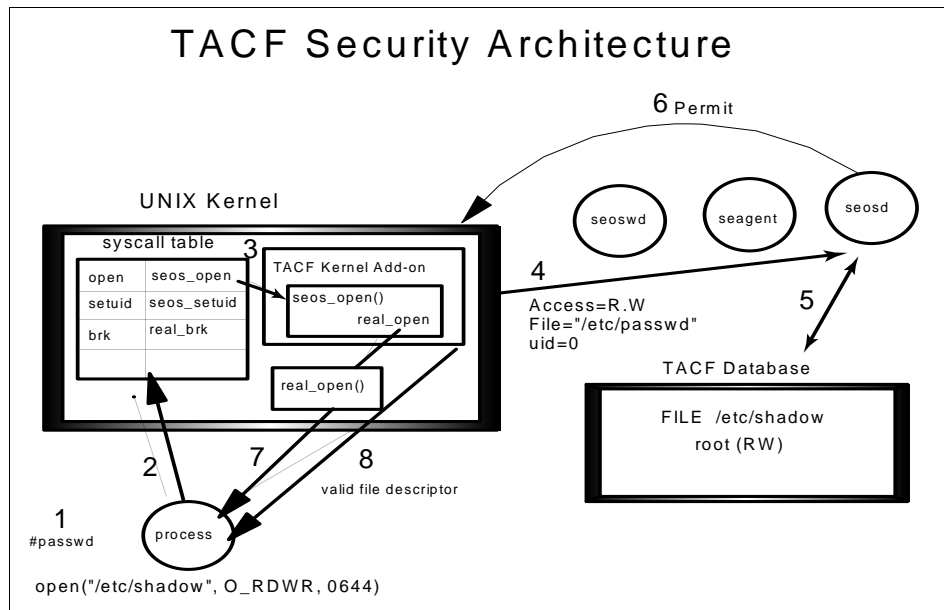 TACF Security Architecture
6 Permit
UNIX Kernel
seoswd
seagent
seosd
syscall table
3
TACF Kernel Add-on
open seos_open
setuid seos_setuid
brk real_brk
seos_open()
real_open
4
Access=R.W
File="/etc/passwd"
uid=0
5
real_open()
TACF Database
FILE /etc/shadow
root (RW)
2
7
8
valid file descriptor
1
#passwd
process
open("/etc/shadow", O_RDWR, 0644)